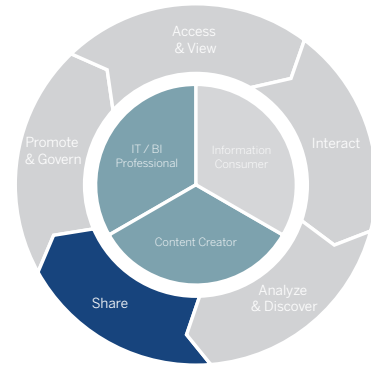 Access
& View
IT / BI
Professional
Information
Consumer
Interact
Promote
& Govern
Content Creator
Share
Analyze
& Discover